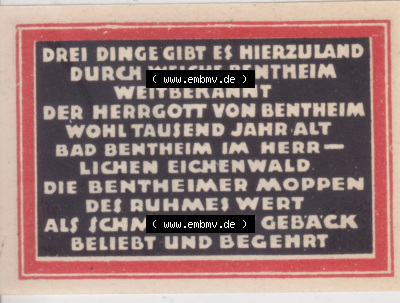 DREI DINGE GIBT ES HIERZULAND
DURCH WELCHE BENTHEIM
( www.embmv.de )
WEITBEKANNT
DER HERRGOTT VON BENTHEIM
WOHL TAUSEND JAHR ALT
BAD BENTHEIM IM HERR—
LICHEN EICHENWALD
DIE BENTHEIMER MOPPEN
DES RUHMES WERT
ALS SCHM GEBÄCK
( www.embmv.de )
BELIEBT UND BEGEHRT